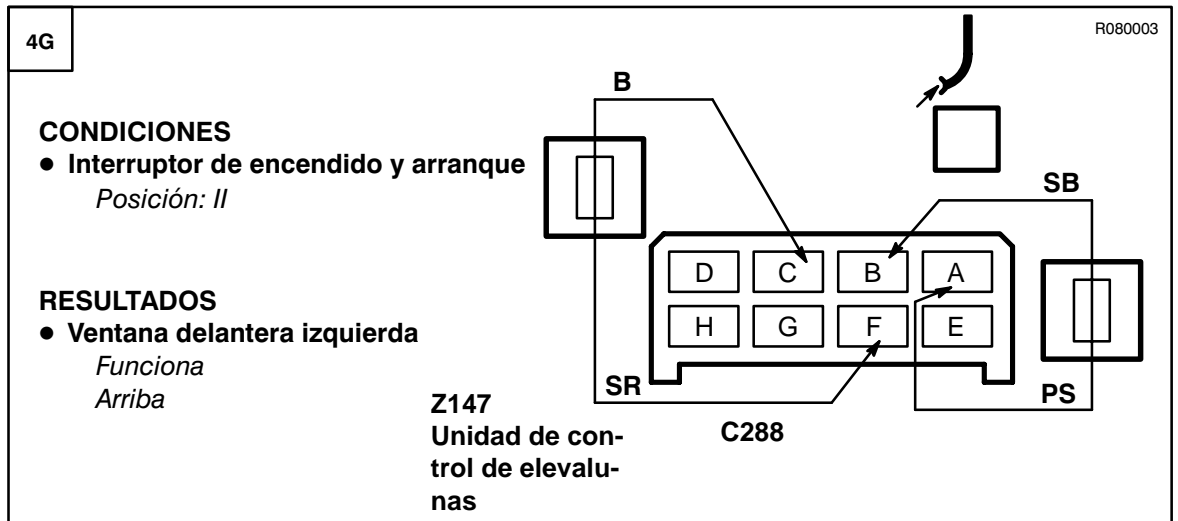 4G
R080003
CONDICIONES
● Interruptor de encendido y arranque
Posición: II
RESULTADOS
● Ventana delantera izquierda
Funciona
Arriba
B
SB
D C B A
H G F E
SR
PS
Z147
Unidad de con-
trol de elevalu-
nas
C288